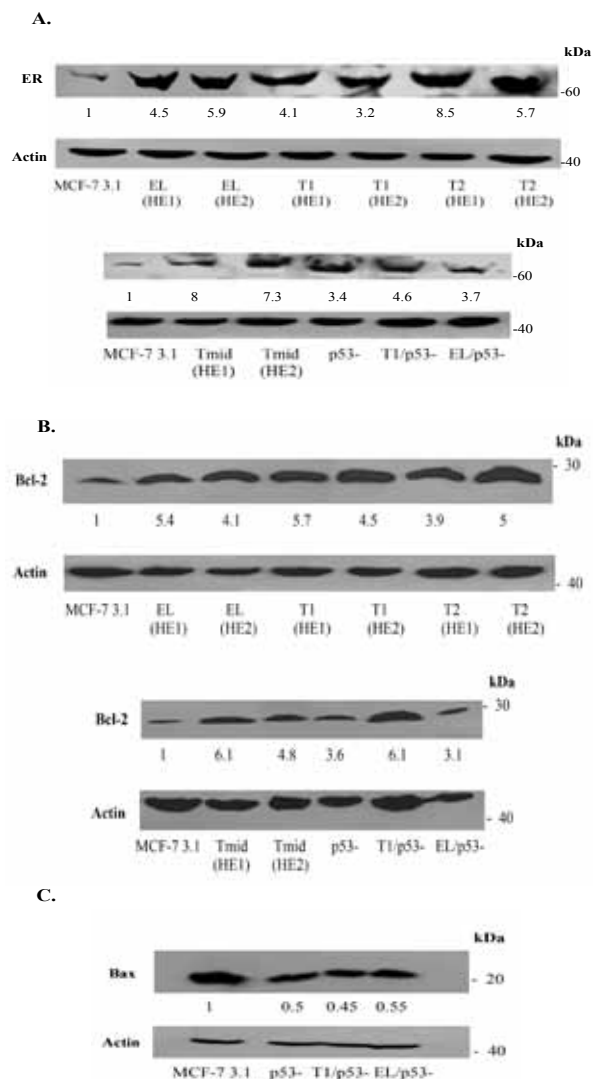 A.
kDa
ER
-60
1 4.5 5.9 4.1 3.2 8.5 5.7
Actin
-40
MCF-7 3.1 EL EL T1 T1 T2 T2
(HE1) (HE2) (HE1) (HE2) (HE1) (HE2)
kDa
-60
1 8 7.3 3.4 4.6 3.7
-40
MCF-7 3.1 Tmid Tmid p53- T1/p53- EL/p53-
(HE1) (HE2)
B.
kDa
- 30
Bcl-2
1 5.4 4.1 5.7 4.5 3.9 5
Actin
- 40
MCF-7 3.1 EL EL T1 T1 T2 T2
(HE1) (HE2) (HE1) (HE2) (HE1) (HE2)
kDa
- 30
Bcl-2
1 6.1 4.8 3.6 6.1 3.1
Actin
- 40
MCF-7 3.1 Tmid Tmid p53- T1/p53- EL/p53-
(HE1) (HE2)
C.
kDa
Bax
- 20
1 0.5 0.45 0.55
Actin
- 40
MCF-7 3.1 p53- T1/p53- EL/p53-